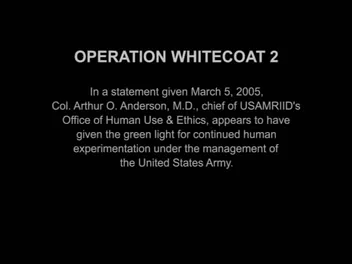 OPERATION WHITECOAT 2
In a statement given March 5, 2005,
Col. Arthur O. Anderson, M.D., chief of USAMRIID's
Office of Human Use & Ethics, appears to have
given the green light for continued human
experimentation under the management of
the United States Army.